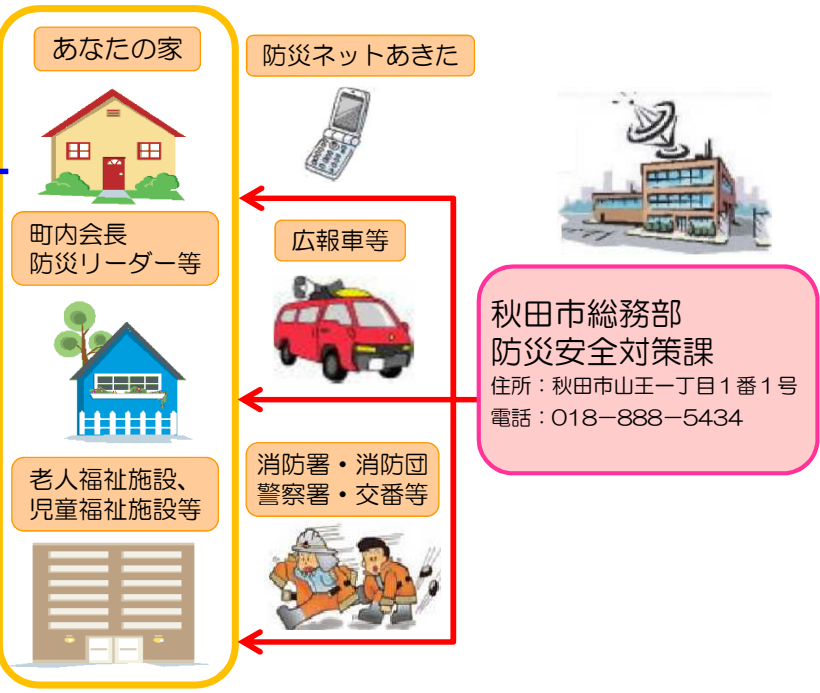 あなたの家
防災ネットあきた
町内会長
防災リーダー等
広報車等
秋田市総務部
防災安全対策課
住所：秋田市山王一丁目１番１号
電話：018－888－5434
老人福祉施設、
児童福祉施設等
消防署・消防団
警察署・交番等